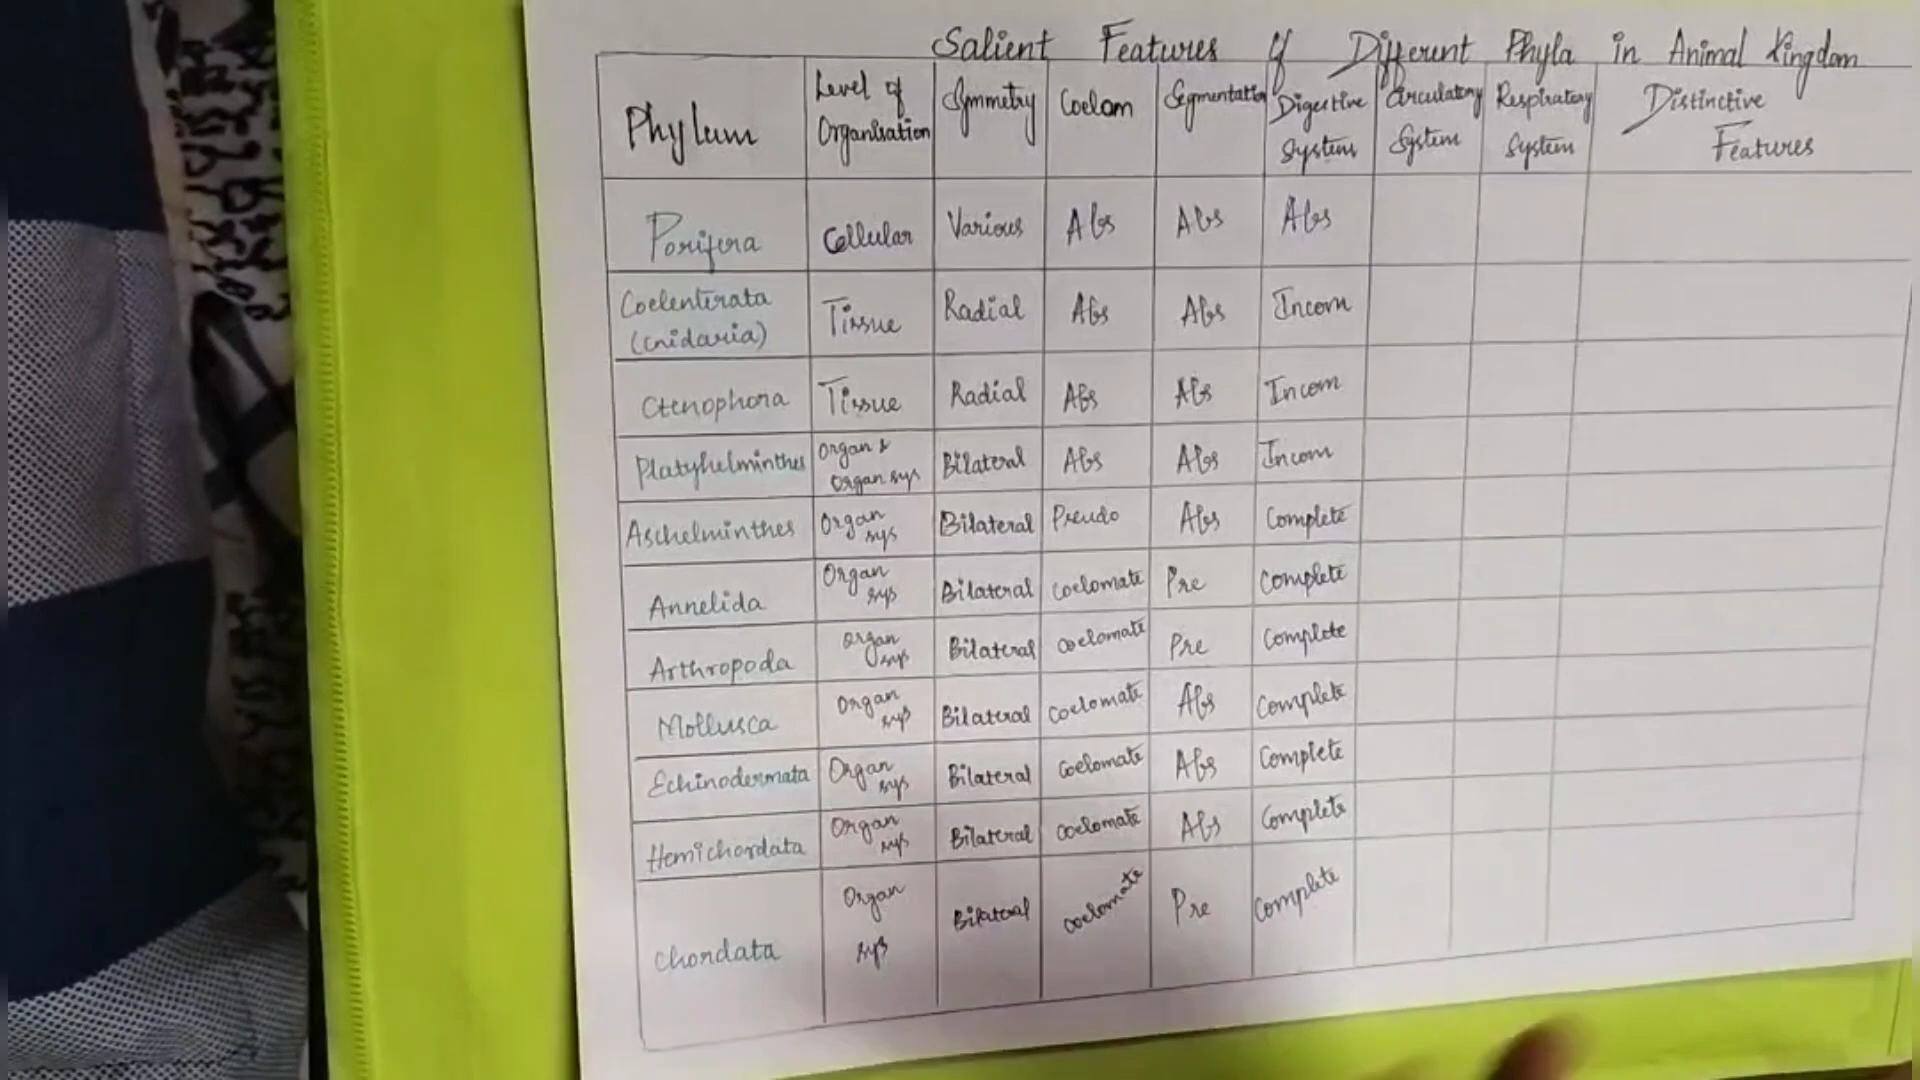 Salient Features of Different Phyla in Animal Kingdom
Phylum Level of Organisation Symmetry Coelom Segmentation Digestive System Circulatory System Respiratory System Distinctive Features
Porifera Cellular Various Abs Abs Abs
Coelenterata (Cnidaria) Tissue Radial Abs Abs Incom
Ctenophora Tissue Radial Abs Abs Incom
Platyhelminthes Organ & Organ sys Bilateral Abs Abs Incom
Aschelminthes Organ sys Bilateral Pseudo Abs Complete
Annelida Organ sys Bilateral Coelomate Pre Complete
Arthropoda Organ sys Bilateral Coelomate Pre Complete
Mollusca Organ sys Bilateral Coelomate Abs Complete
Echinodermata Organ sys Bilateral Coelomate Abs Complete
Hemichordata Organ sys Bilateral Coelomate Abs Complete
Chordata Organ sys Bilateral Coelomate Pre Complete